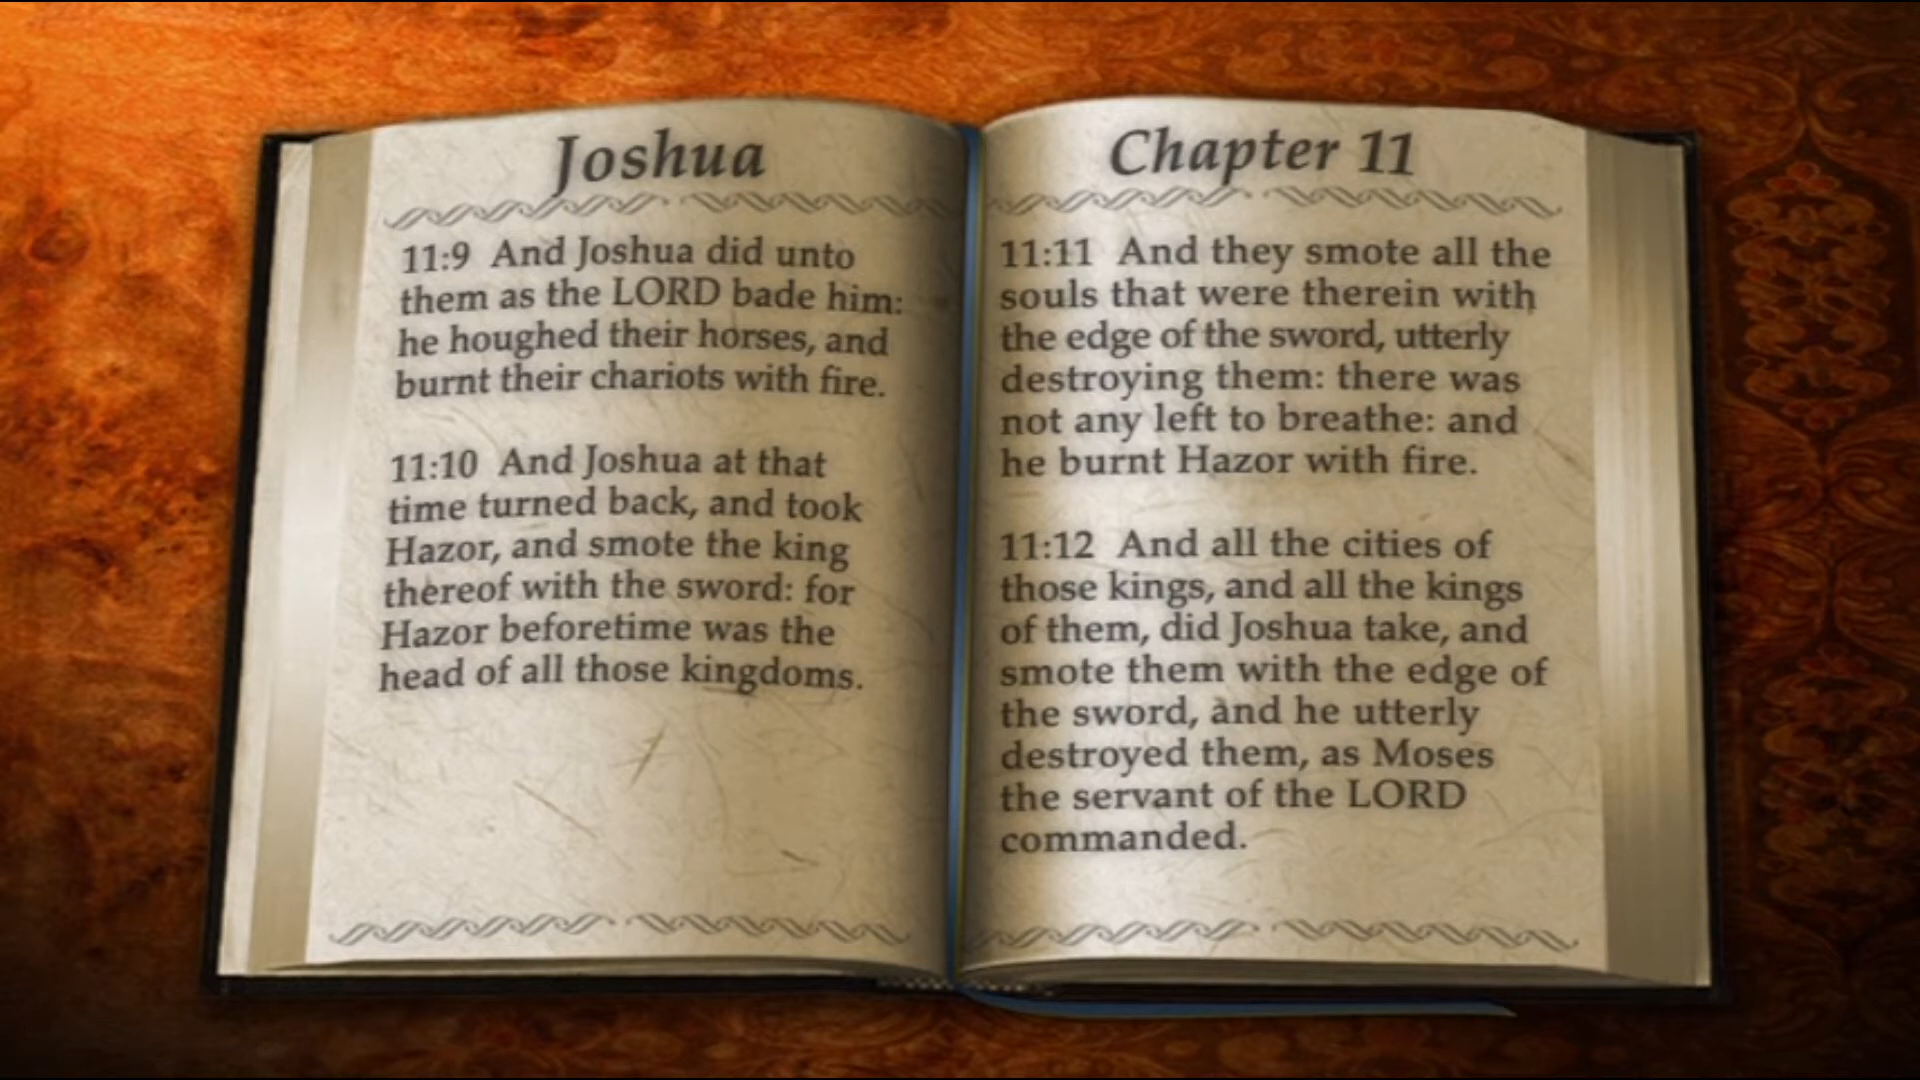 Joshua
11:9 And Joshua did unto
them as the LORD bade him:
he houghed their horses, and
burnt their chariots with fire.
11:10 And Joshua at that
time turned back, and took
Hazor, and smote the king
thereof with the sword: for
Hazor beforetime was the
head of all those kingdoms.
Chapter 11
11:11 And they smote all the
souls that were therein with
the edge of the sword, utterly
destroying them: there was
not any left to breathe: and
he burnt Hazor with fire.
11:12 And all the cities of
those kings, and all the kings
of them, did Joshua take, and
smote them with the edge of
the sword, and he utterly
destroyed them, as Moses
the servant of the LORD
commanded.